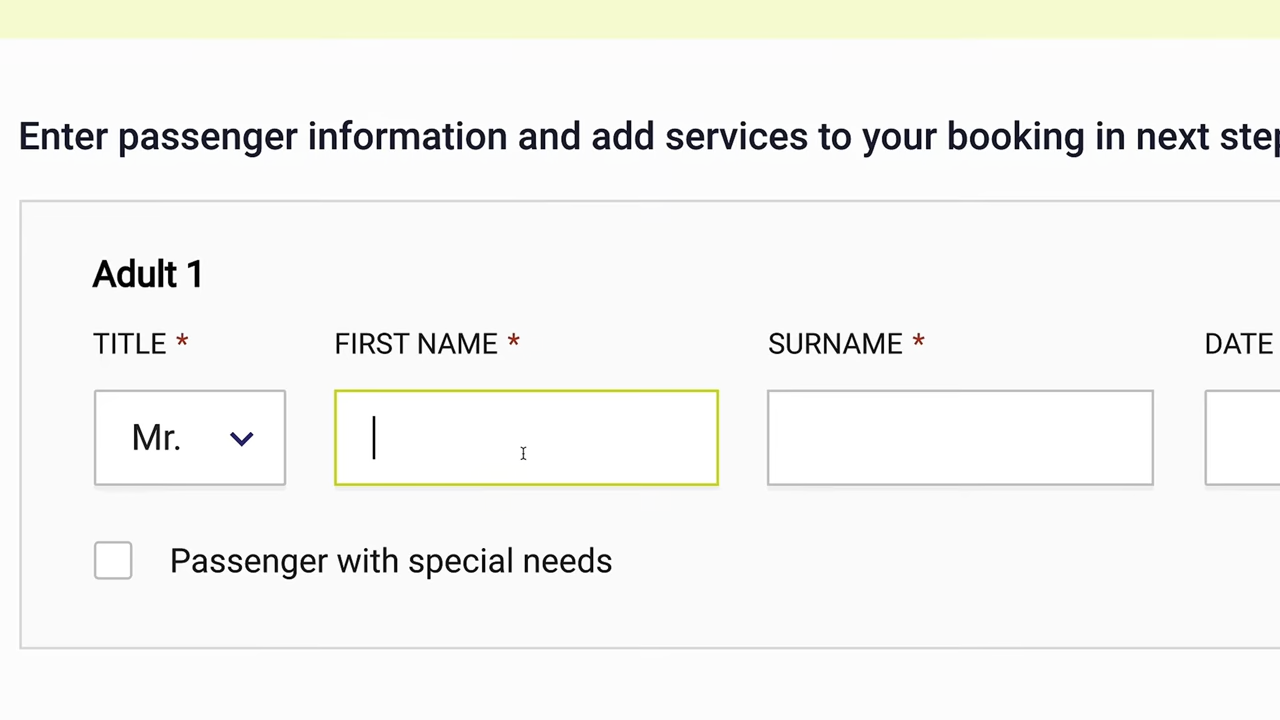 Enter passenger information and add services to your booking in next step
Adult 1
TITLE * FIRST NAME * SURNAME * DATE
Mr.
Passenger with special needs